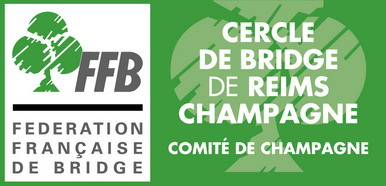 FFB
FEDERATION
FRANÇAISE
DE BRIDGE
CERCLE
DE BRIDGE
DE REIMS
CHAMPAGNE
COMITÉ DE CHAMPAGNE